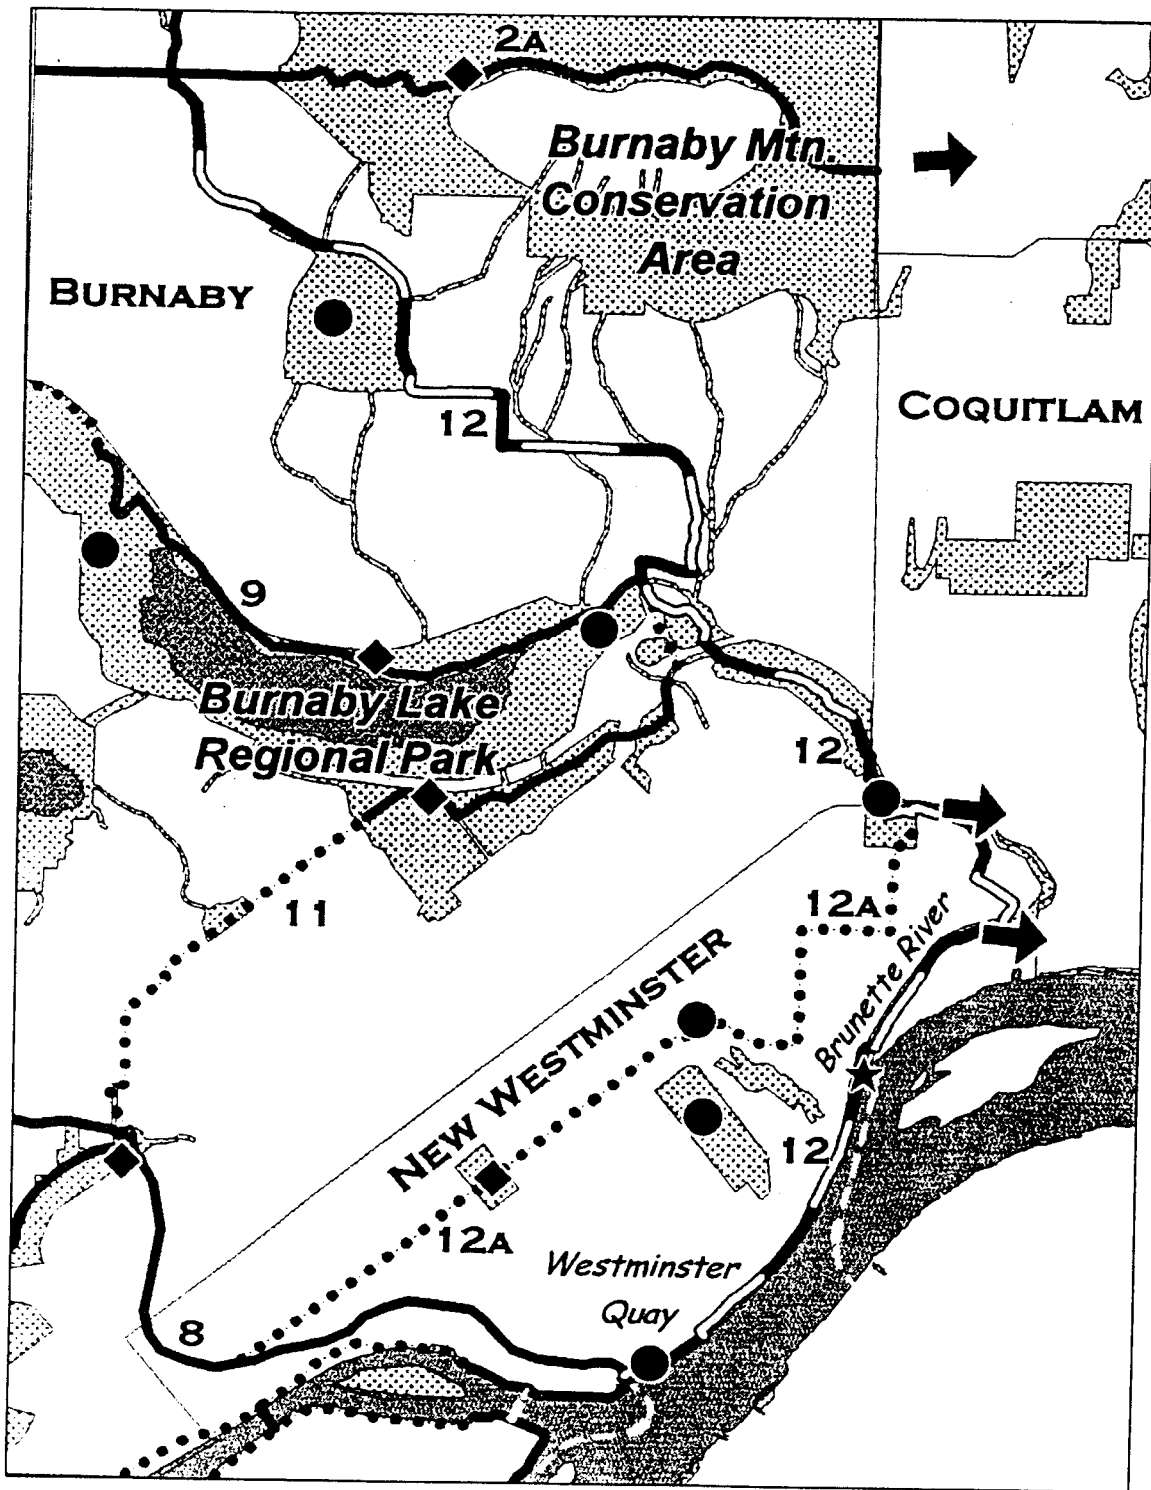 2A
Burnaby Mtn.
Conservation
Area
BURNABY
COQUITLAM
12
9
Burnaby Lake
Regional Park
12
11
12A
Brunette River
NEW WESTMINSTER
12
12A
Westminster
Quay
8